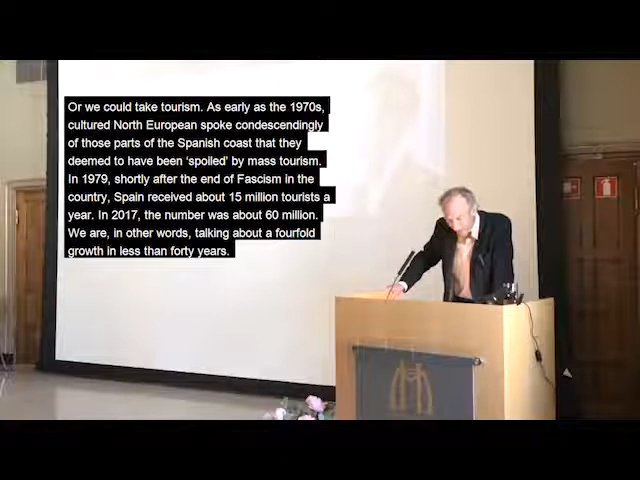 Or we could take tourism. As early as the 1970s,
cultured North European spoke condescendingly
of those parts of the Spanish coast that they
deemed to have been ‘spoiled’ by mass tourism.
In 1979, shortly after the end of Fascism in the
country, Spain received about 15 million tourists a
year. In 2017, the number was about 60 million.
We are, in other words, talking about a fourfold
growth in less than forty years.